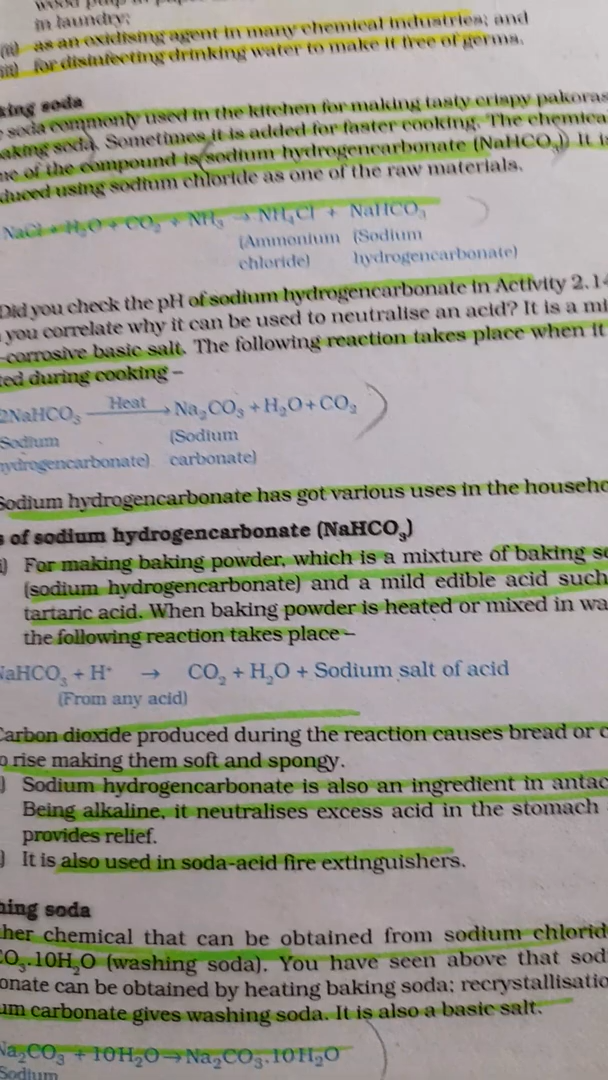 wood pulp in paper
in laundry;
(ii) as an oxidising agent in many chemical industries; and
(iii) for disinfecting drinking water to make it free of germs.
king soda
soda commonly used in the kitchen for making tasty crispy pakoras
aking soda. Sometimes it is added for faster cooking. The chemica
me of the compound is sodium hydrogencarbonate (NaHCO₃). It is
duced using sodium chloride as one of the raw materials.
NaCl + H₂O + CO₂ + NH₃ → NH₄Cl + NaHCO₃
(Ammonium (Sodium
chloride) hydrogencarbonate)
Did you check the pH of sodium hydrogencarbonate in Activity 2.14
you correlate why it can be used to neutralise an acid? It is a mi
-corrosive basic salt. The following reaction takes place when it
ted during cooking –
2NaHCO₃ Heat → Na₂CO₃ + H₂O + CO₂
Sodium (Sodium
hydrogencarbonate) carbonate)
Sodium hydrogencarbonate has got various uses in the househo
s of sodium hydrogencarbonate (NaHCO₃)
i) For making baking powder, which is a mixture of baking so
(sodium hydrogencarbonate) and a mild edible acid such
tartaric acid. When baking powder is heated or mixed in wa
the following reaction takes place –
NaHCO₃ + H⁺ → CO₂ + H₂O + Sodium salt of acid
(From any acid)
Carbon dioxide produced during the reaction causes bread or c
o rise making them soft and spongy.
) Sodium hydrogencarbonate is also an ingredient in antac
Being alkaline, it neutralises excess acid in the stomach
provides relief.
) It is also used in soda-acid fire extinguishers.
hing soda
her chemical that can be obtained from sodium chlorid
CO₃.10H₂O (washing soda). You have seen above that sod
onate can be obtained by heating baking soda; recrystallisatio
um carbonate gives washing soda. It is also a basic salt.
Na₂CO₃ + 10H₂O → Na₂CO₃.10H₂O
Sodium